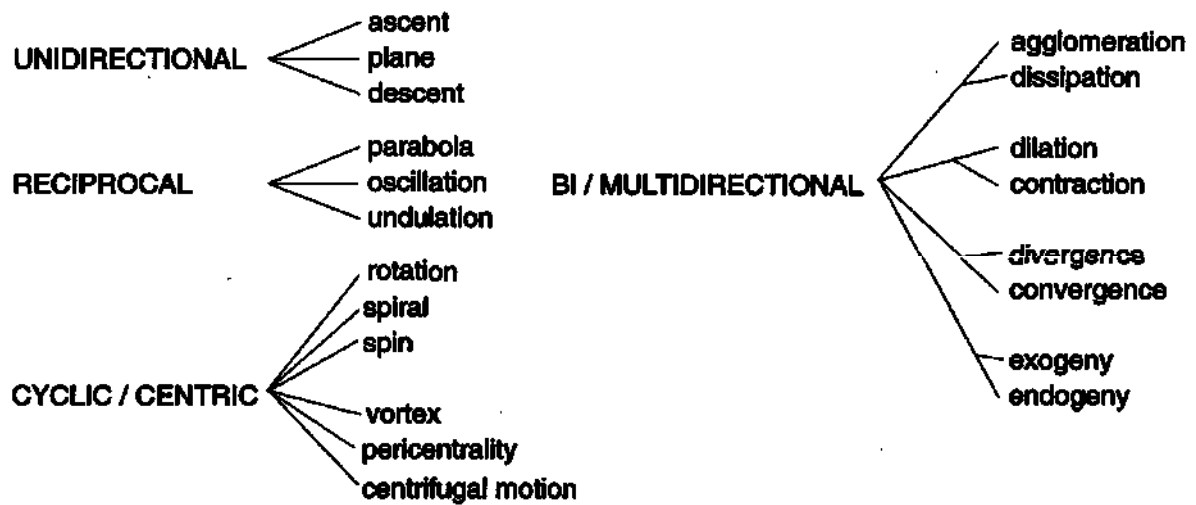 UNIDIRECTIONAL
ascent
plane
descent
RECIPROCAL
parabola
oscillation
undulation
CYCLIC / CENTRIC
rotation
spiral
spin
vortex
pericentrality
centrifugal motion
BI / MULTIDIRECTIONAL
agglomeration
dissipation
dilation
contraction
divergence
convergence
exogeny
endogeny